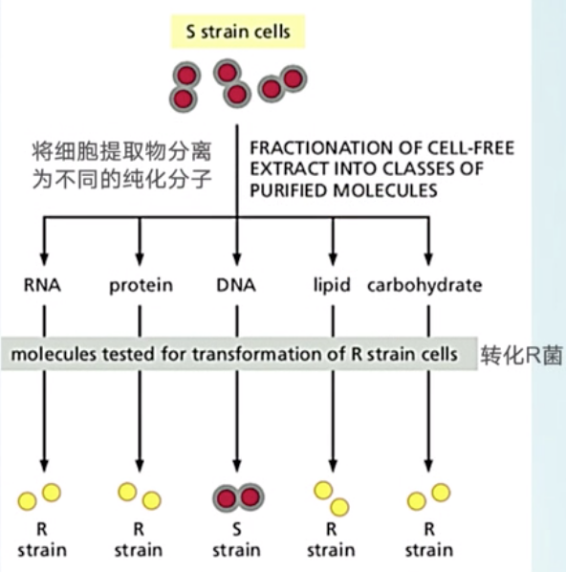 S strain cells
将细胞提取物分离
为不同的纯化分子
FRACTIONATION OF CELL-FREE
EXTRACT INTO CLASSES OF
PURIFIED MOLECULES
RNA protein DNA lipid carbohydrate
molecules tested for transformation of R strain cells 转化R菌
R R S R R
strain strain strain strain strain